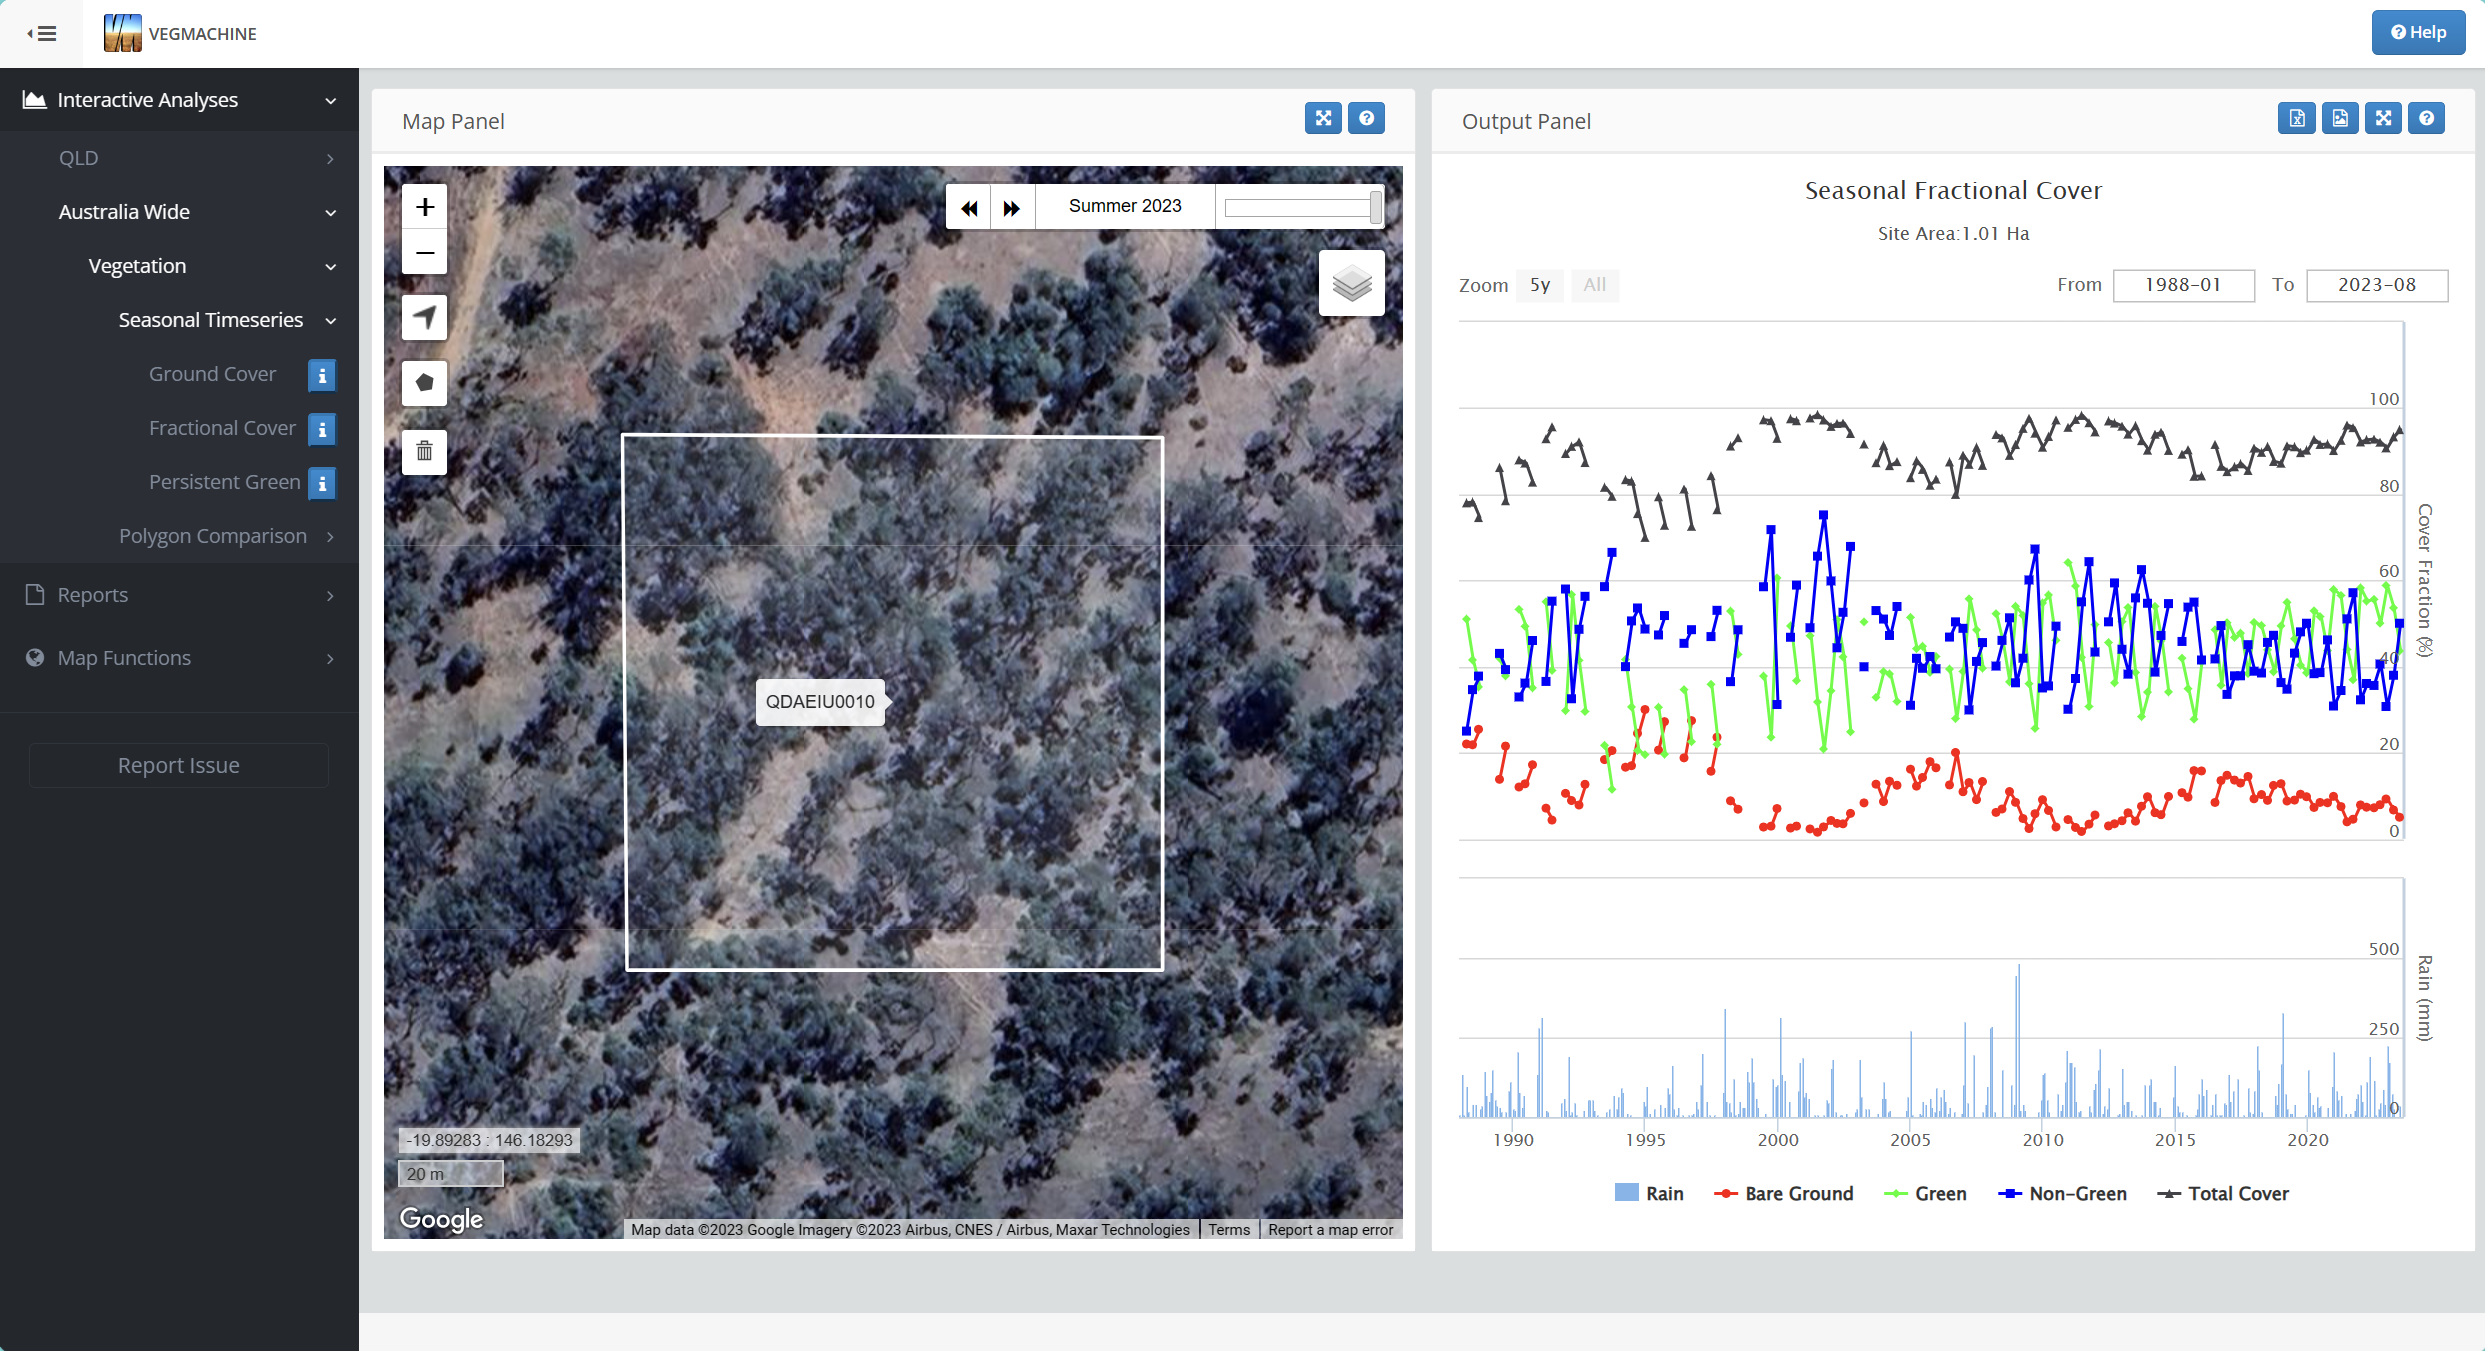 VEGMACHINE
Help
Interactive Analyses
QLD
Australia Wide
Vegetation
Seasonal Timeseries
Ground Cover
Fractional Cover
Persistent Green
Polygon Comparison
Reports
Map Functions
Report Issue
Map Panel
+
Summer 2023
−
QDAEIU0010
-19.89283 : 146.18293
20 m
Google
Map data ©2023 Google Imagery ©2023 Airbus, CNES / Airbus, Maxar Technologies
Terms
Report a map error
Output Panel
Seasonal Fractional Cover
Site Area:1.01 Ha
Zoom 5y All
From 1988-01 To 2023-08
100
80
60
40
20
0
Cover Fraction (%)
500
250
0
Rain (mm)
1990 1995 2000 2005 2010 2015 2020
Rain Bare Ground Green Non-Green Total Cover